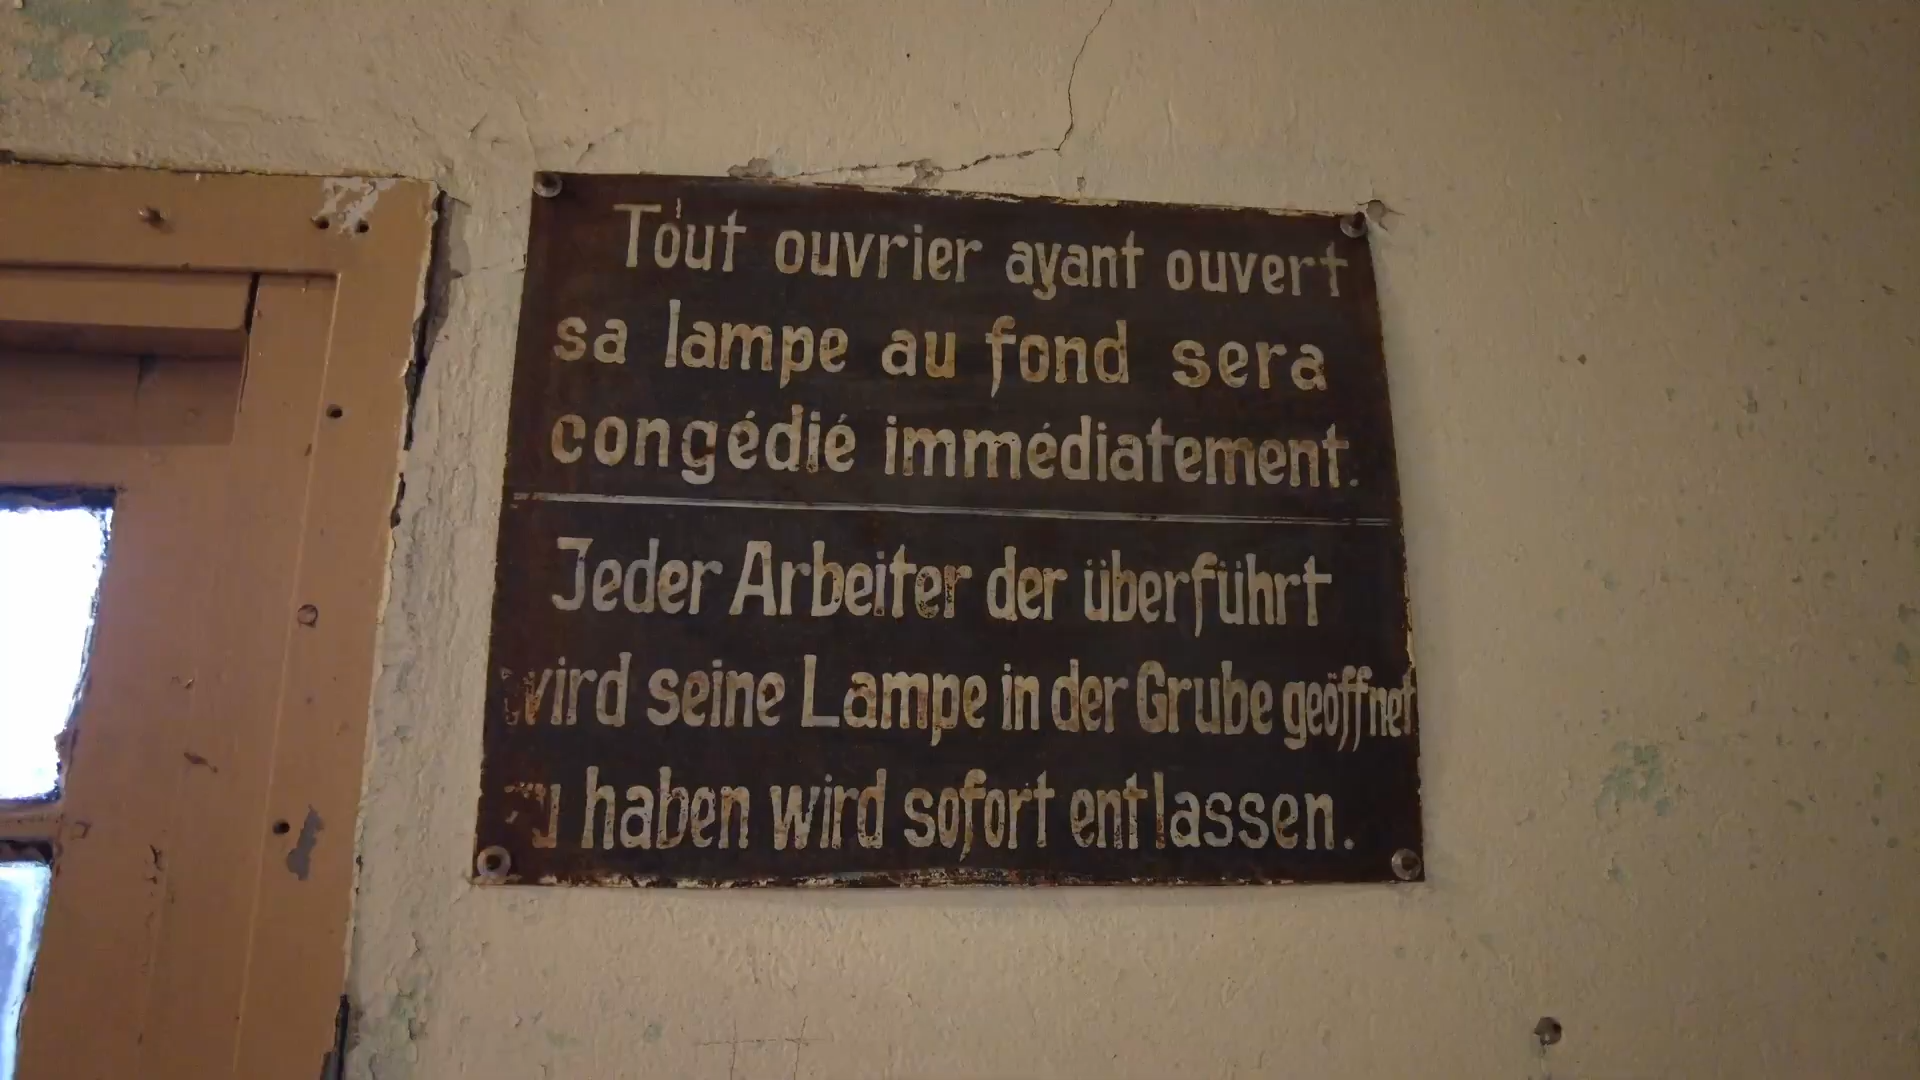 Tout ouvrier ayant ouvert
sa lampe au fond sera
congédié immédiatement.
Jeder Arbeiter der überführt
wird seine Lampe in der Grube geöffnet
zu haben wird sofort entlassen.